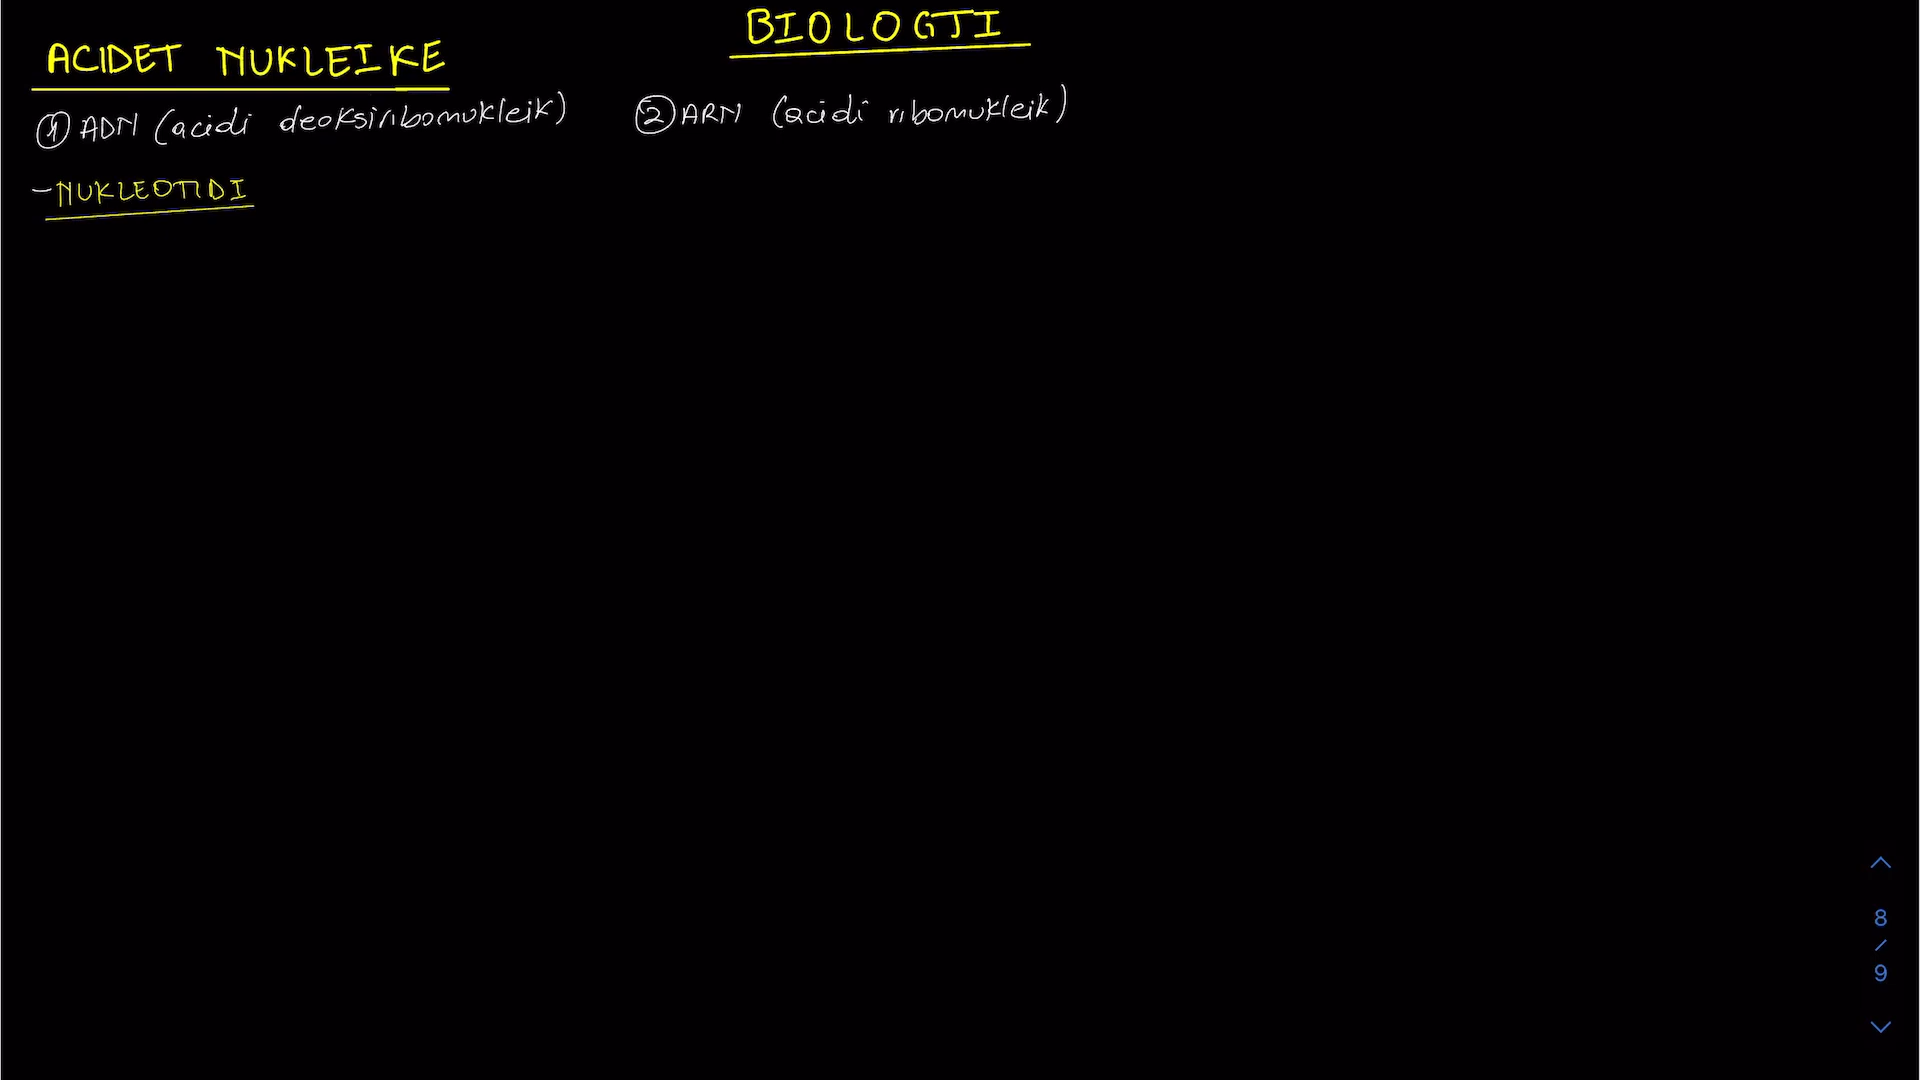 BIOLOGJI
ACIDET NUKLEIKE
① ADN (acidi deoksiribonukleik)
② ARN (acidi ribonukleik)
- NUKLEOTIDI
8
/
9